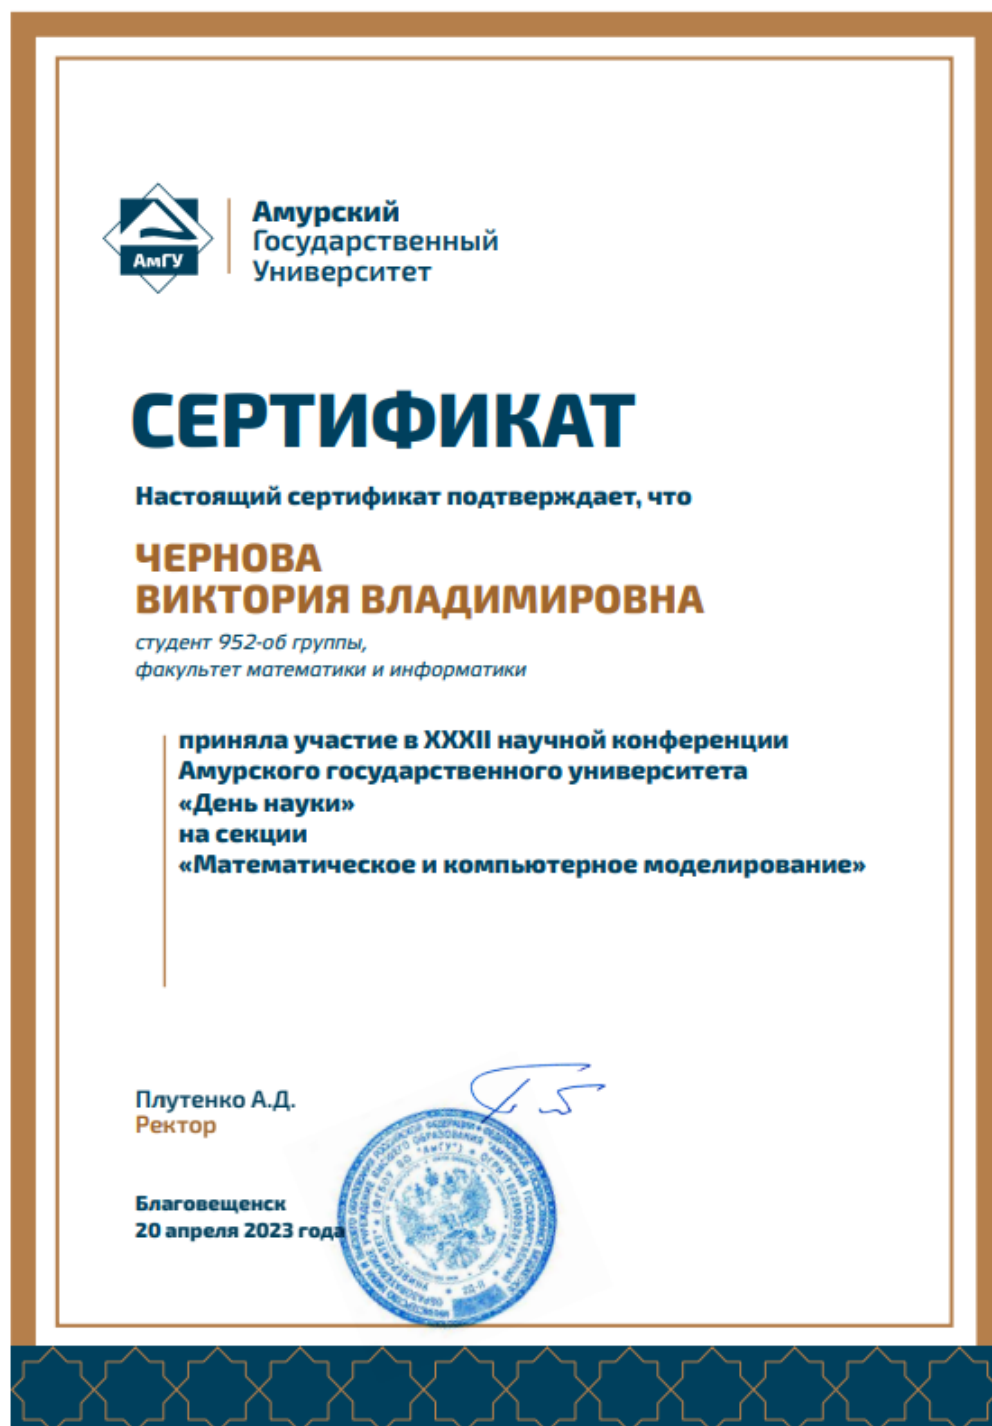 АмГУ
Амурский
Государственный
Университет
СЕРТИФИКАТ
Настоящий сертификат подтверждает, что
ЧЕРНОВА
ВИКТОРИЯ ВЛАДИМИРОВНА
студент 952-об группы,
факультет математики и информатики
приняла участие в XXXII научной конференции
Амурского государственного университета
«День науки»
на секции
«Математическое и компьютерное моделирование»
Плутенко А.Д.
Ректор
Благовещенск
20 апреля 2023 года